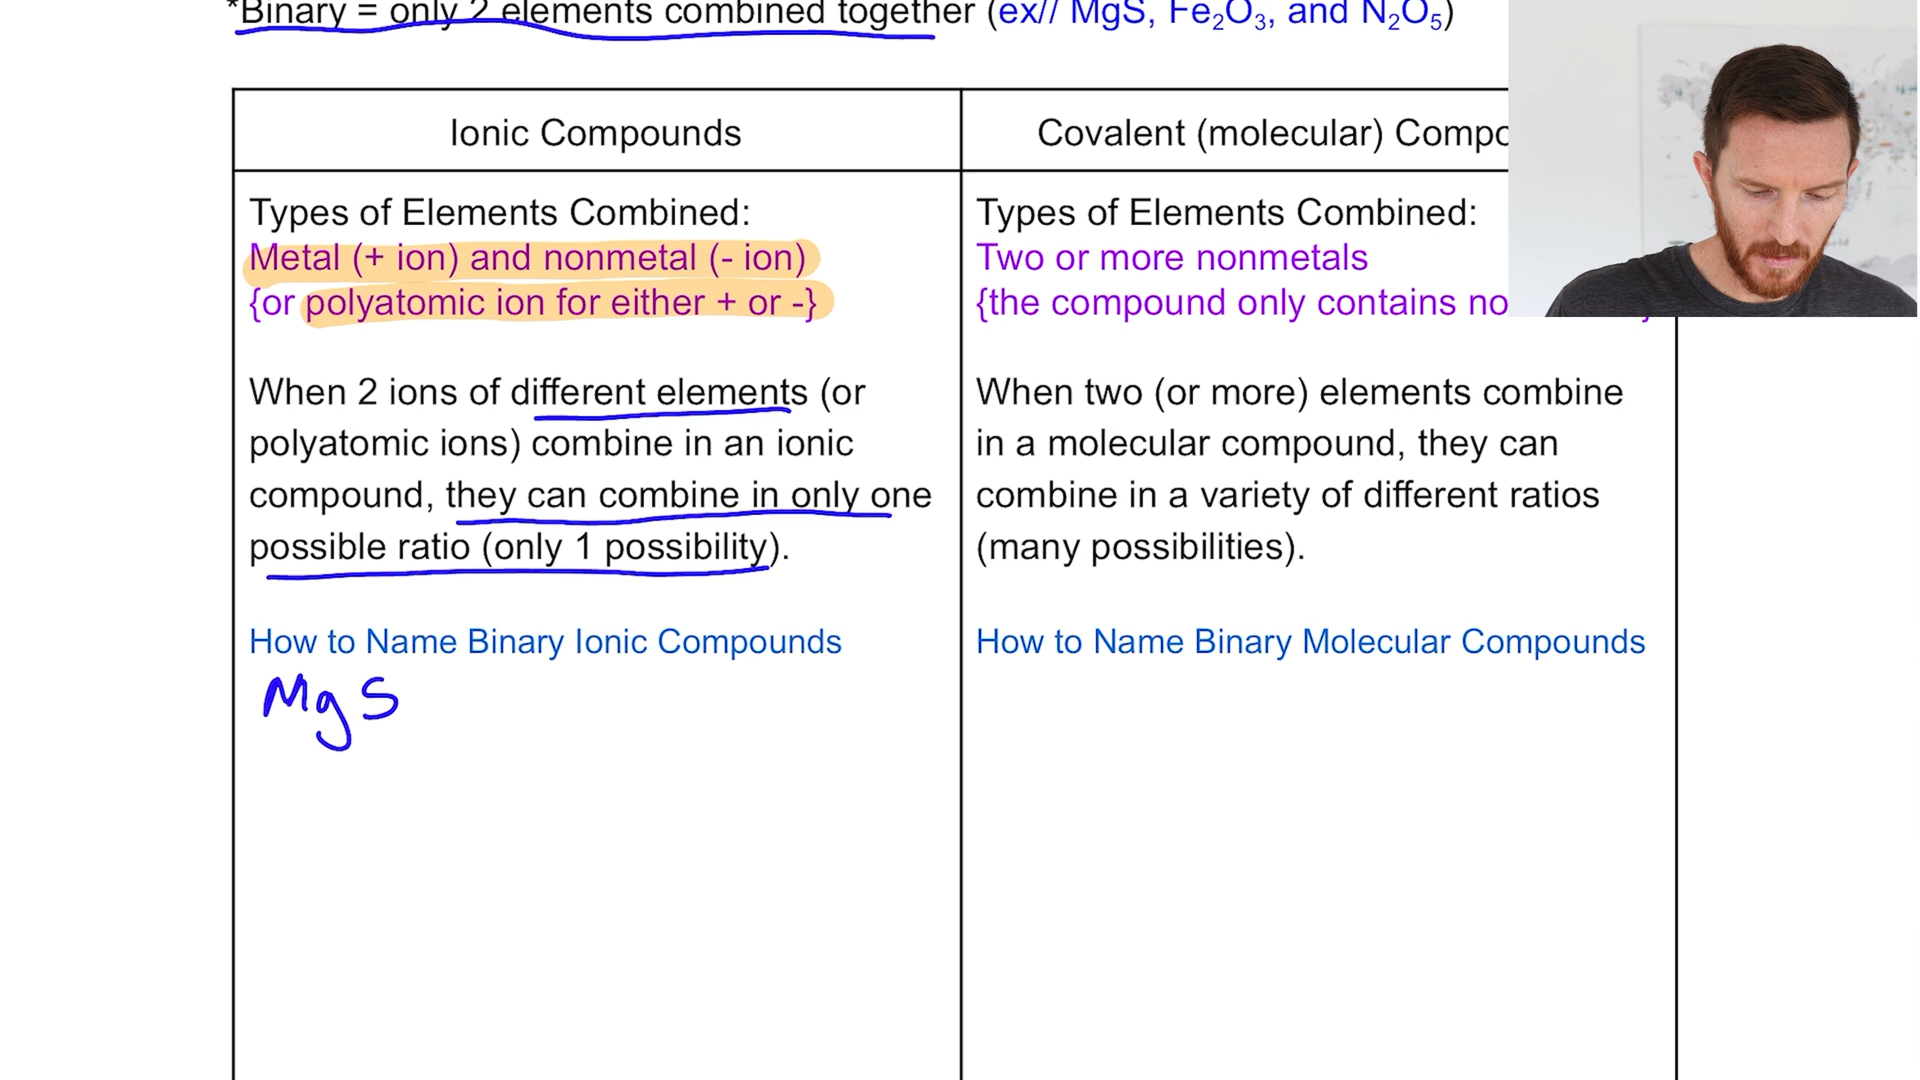 *Binary = only 2 elements combined together (ex// MgS, Fe₂O₃, and N₂O₅)
Ionic Compounds
Types of Elements Combined:
Metal (+ ion) and nonmetal (- ion)
{or polyatomic ion for either + or -}
When 2 ions of different elements (or
polyatomic ions) combine in an ionic
compound, they can combine in only one
possible ratio (only 1 possibility).
How to Name Binary Ionic Compounds
MgS
Covalent (molecular)
Types of Elements Combined:
Two or more nonmetals
{the compound only contains
When two (or more) elements combine
in a molecular compound, they can
combine in a variety of different ratios
(many possibilities).
How to Name Binary Molecular Compounds